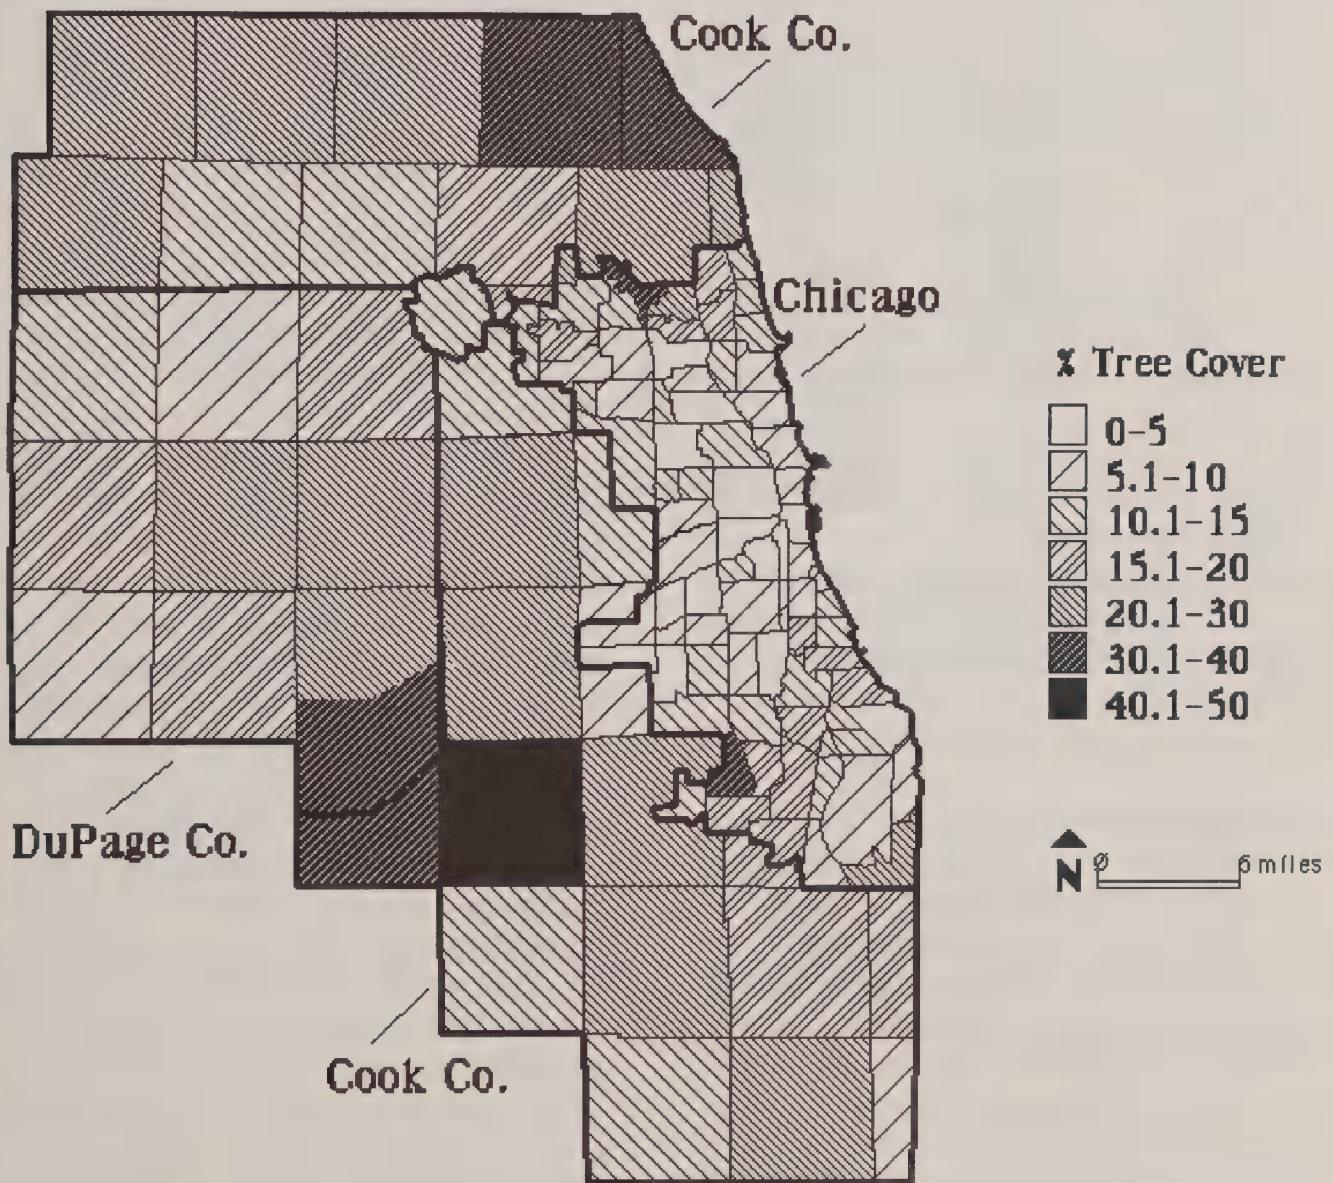 Cook Co.
Chicago
% Tree Cover
0-5
5.1-10
10.1-15
15.1-20
20.1-30
30.1-40
40.1-50
DuPage Co.
N 0 6 miles
Cook Co.